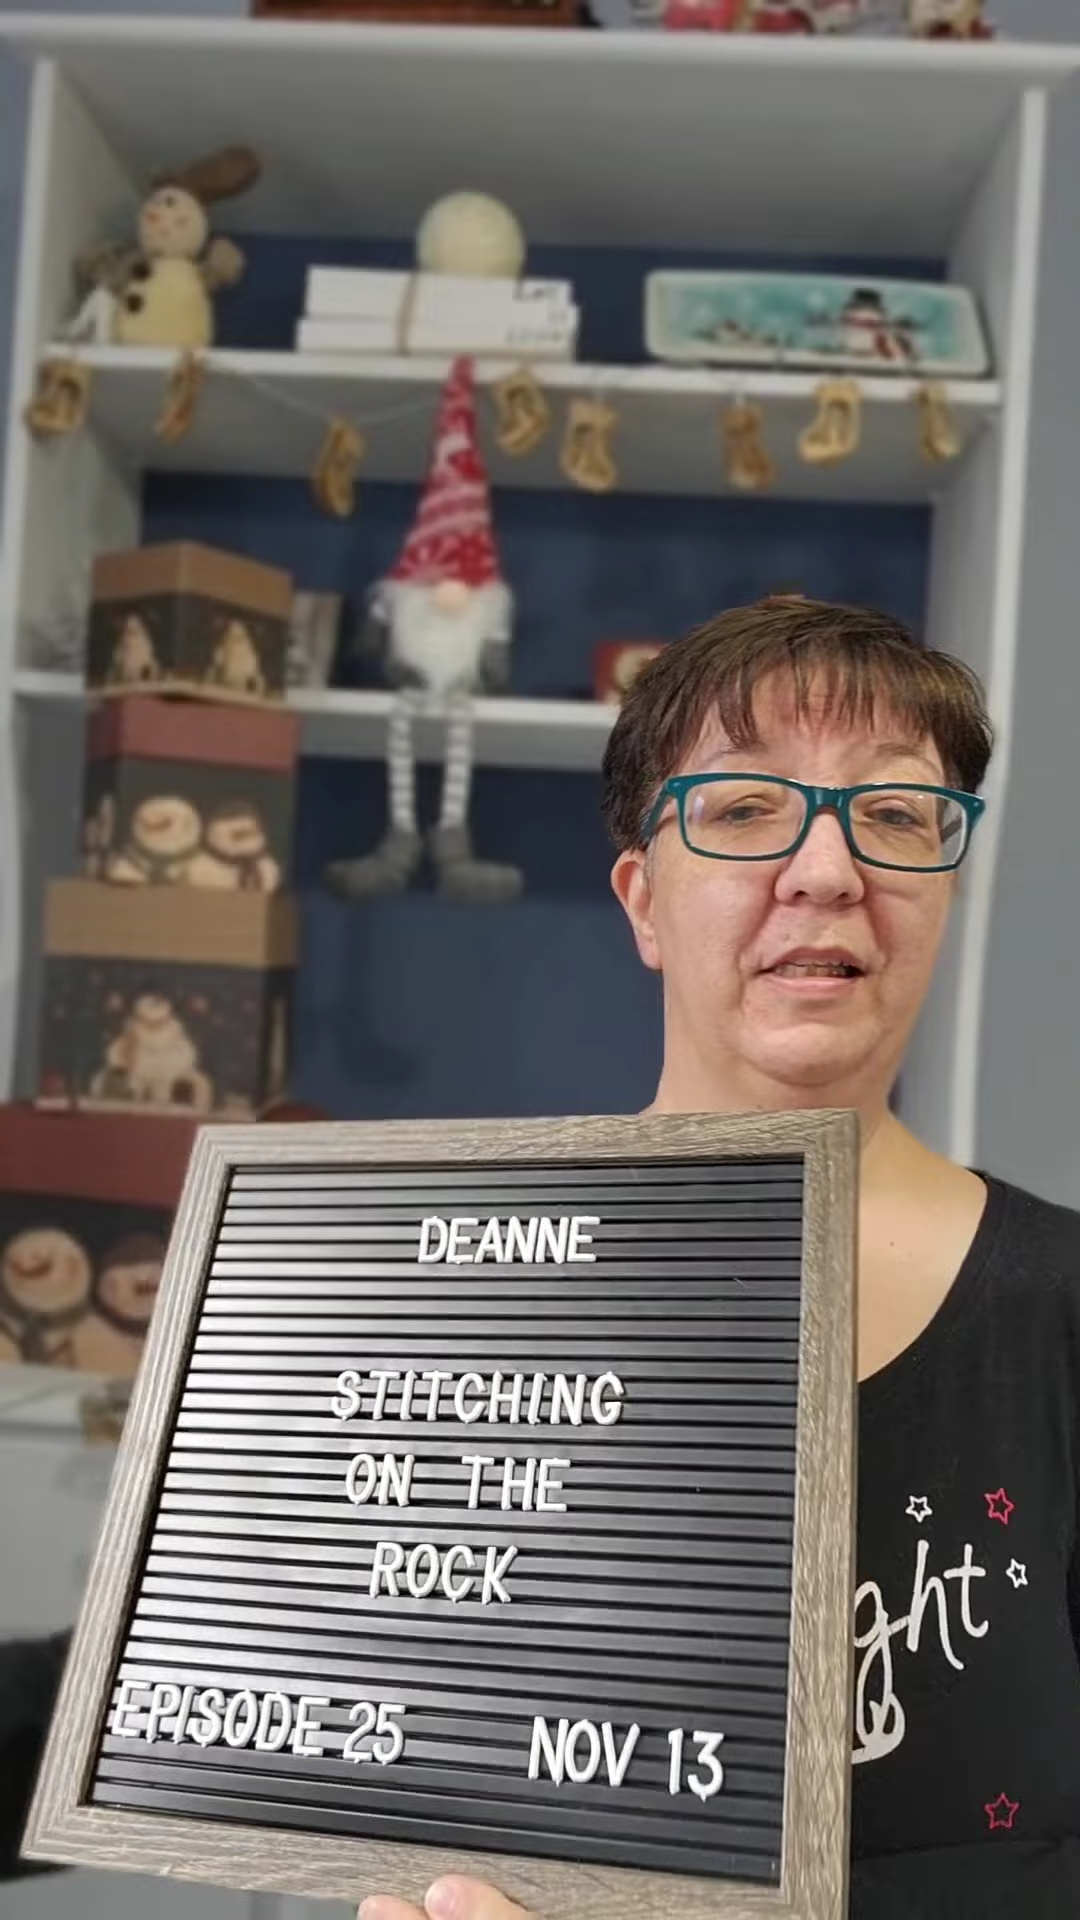 DEANNE
STITCHING
ON THE
ROCK
EPISODE 25 NOV 13
ght